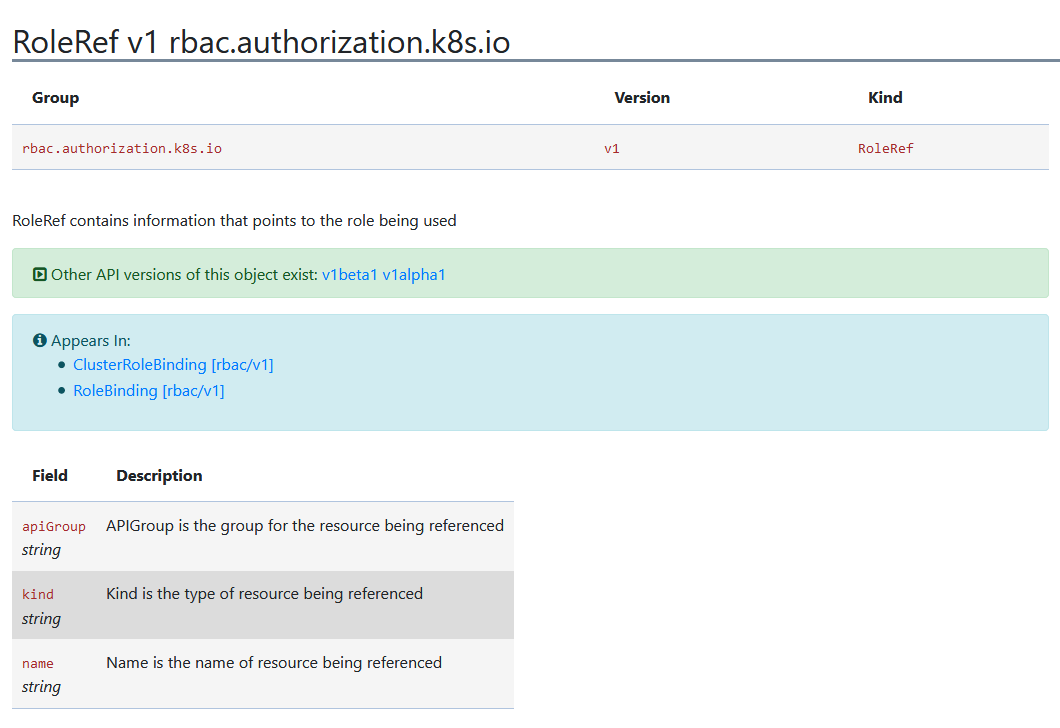 RoleRef v1 rbac.authorization.k8s.io
Group Version Kind
rbac.authorization.k8s.io v1 RoleRef
RoleRef contains information that points to the role being used
Other API versions of this object exist: v1beta1 v1alpha1
Appears In:
ClusterRoleBinding [rbac/v1]
RoleBinding [rbac/v1]
Field Description
apiGroup APIGroup is the group for the resource being referenced
string
kind Kind is the type of resource being referenced
string
name Name is the name of resource being referenced
string